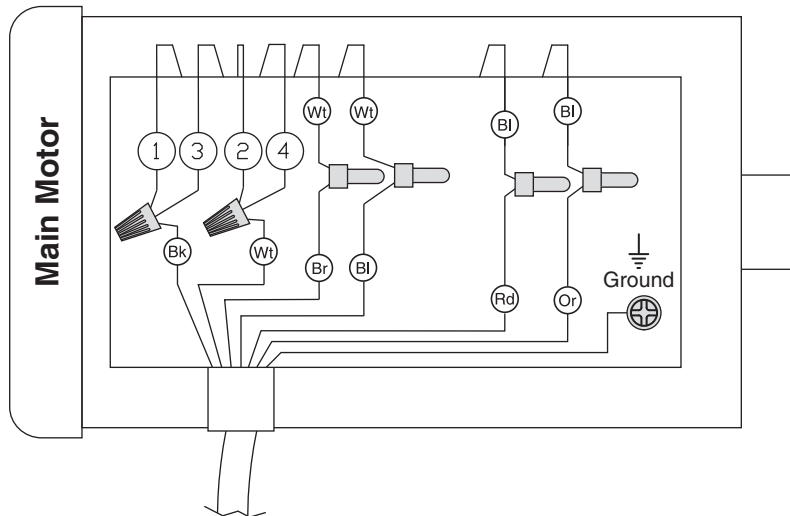 Main Motor
Wt Wt Bl Bl
1 3 2 4
Bk Wt Br Bl
Rd Or
Ground